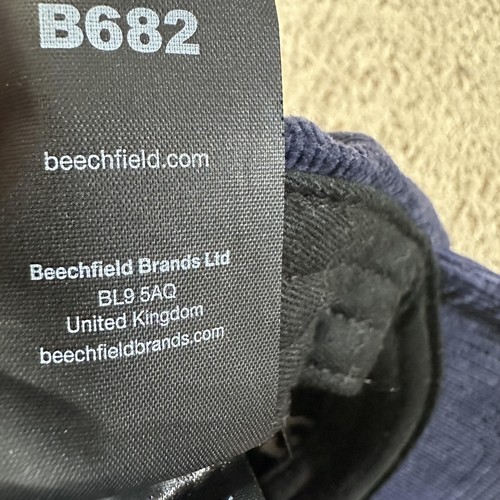 B682
beechfield.com
Beechfield Brands Ltd
BL9 5AQ
United Kingdom
beechfieldbrands.com